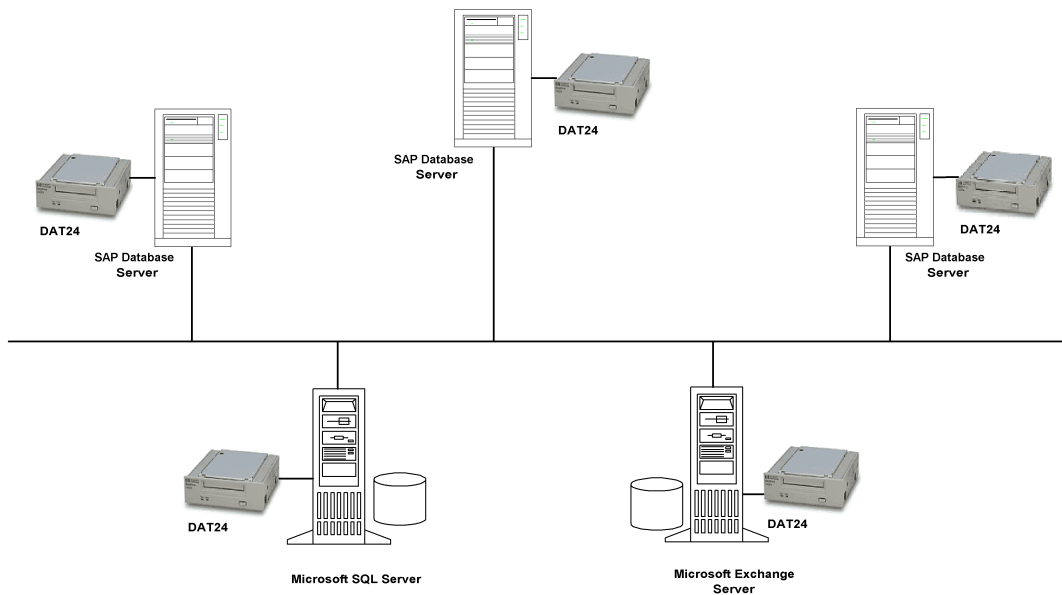 DAT24
SAP Database
Server
DAT24
SAP Database
Server
DAT24
SAP Database
Server
DAT24
Microsoft SQL Server
DAT24
Microsoft Exchange
Server